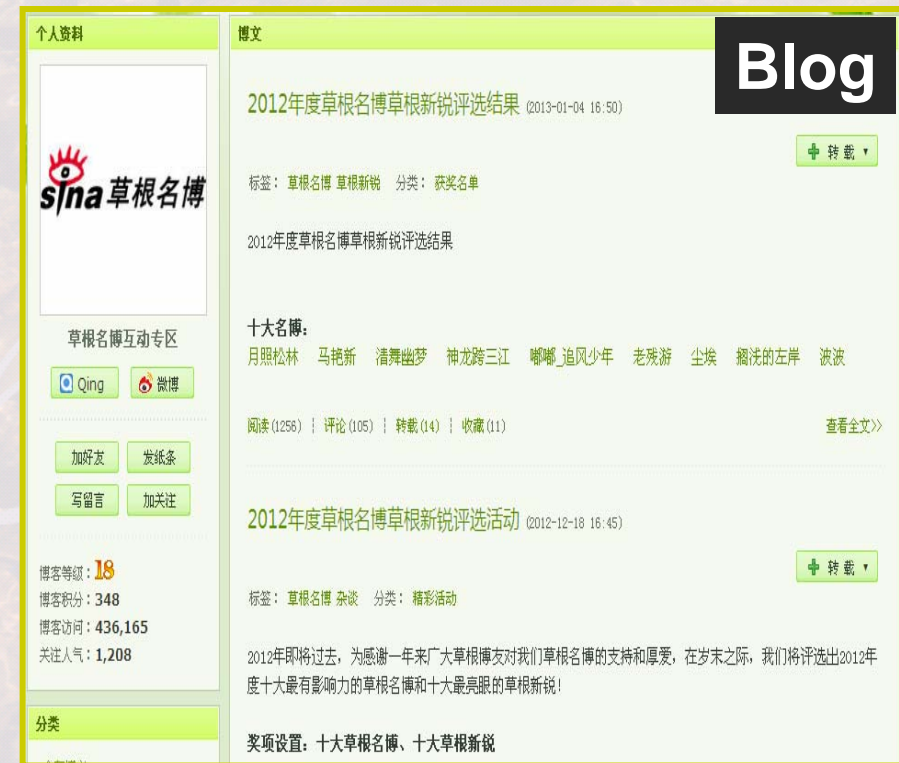 个人资料
sina草根名博
草根名博互动专区
Qing 微博
加好友 发纸条
写留言 加关注
博客等级：18
博客积分：348
博客访问：436,165
关注人气：1,208
分类
博文
Blog
2012年度草根名博草根新锐评选结果 (2013-01-04 16:50)
转载
标签： 草根名博 草根新锐 分类： 获奖名单
2012年度草根名博草根新锐评选结果
十大名博：
月照松林 马艳新 清舞幽梦 神龙跨三江 嘟嘟_追风少年 老残游 尘埃 搁浅的左岸 波波
阅读(1256) ┆ 评论(105) ┆ 转载(14) ┆ 收藏(11) 查看全文>>
2012年度草根名博草根新锐评选活动 (2012-12-18 16:45)
转载
标签： 草根名博 杂谈 分类： 精彩活动
2012年即将过去，为感谢一年来广大草根博友对我们草根名博的支持和厚爱，在岁末之际，我们将评选出2012年
度十大最有影响力的草根名博和十大最亮眼的草根新锐！
奖项设置：十大草根名博、十大草根新锐